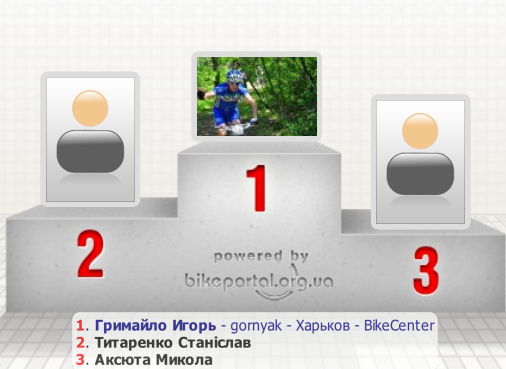 1
2
3
powered by
bikeportal.org.ua
1. Гримайло Игорь - gornyak - Харьков - BikeCenter
2. Титаренко Станіслав
3. Аксюта Микола